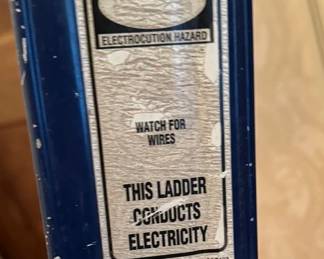 ELECTROCUTION HAZARD
WATCH FOR
WIRES
THIS LADDER
CONDUCTS
ELECTRICITY